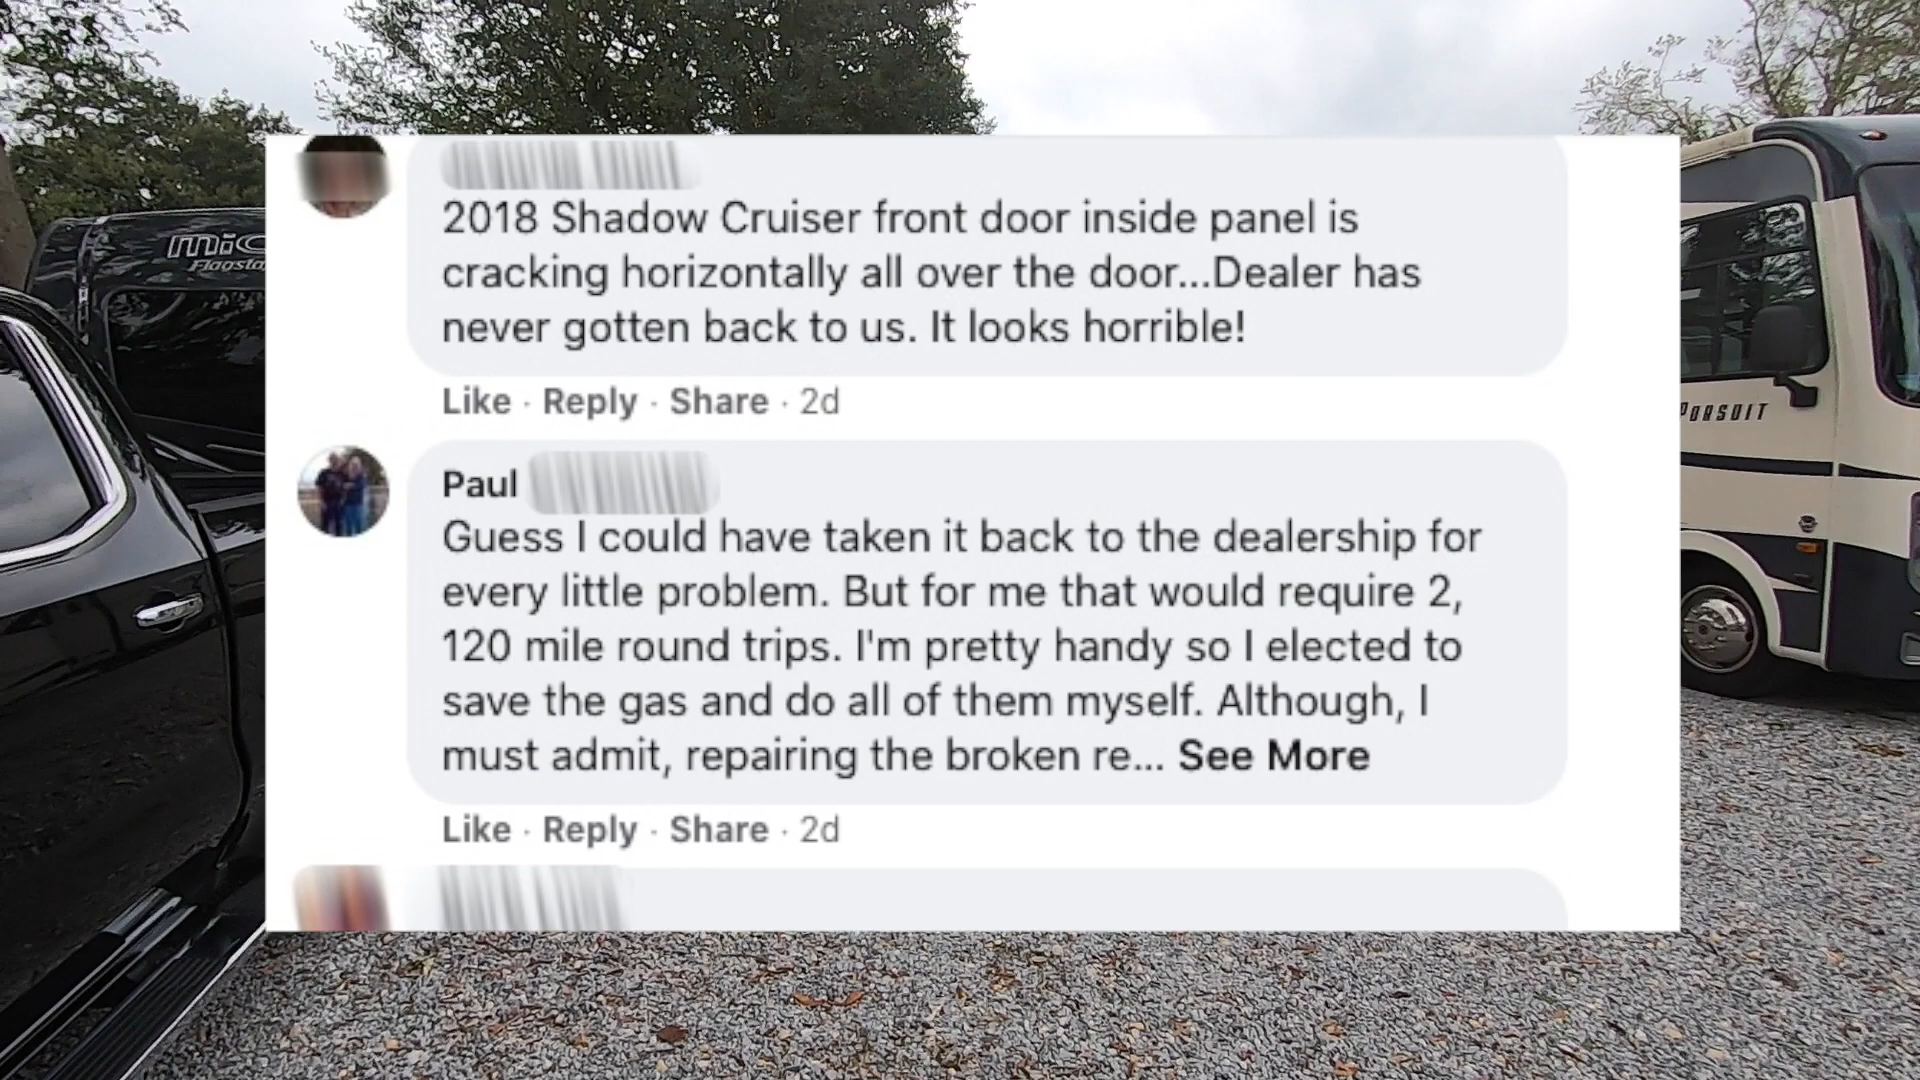 2018 Shadow Cruiser front door inside panel is
cracking horizontally all over the door...Dealer has
never gotten back to us. It looks horrible!
Like · Reply · Share · 2d
Paul
Guess I could have taken it back to the dealership for
every little problem. But for me that would require 2,
120 mile round trips. I'm pretty handy so I elected to
save the gas and do all of them myself. Although, I
must admit, repairing the broken re... See More
Like · Reply · Share · 2d
PURSUIT